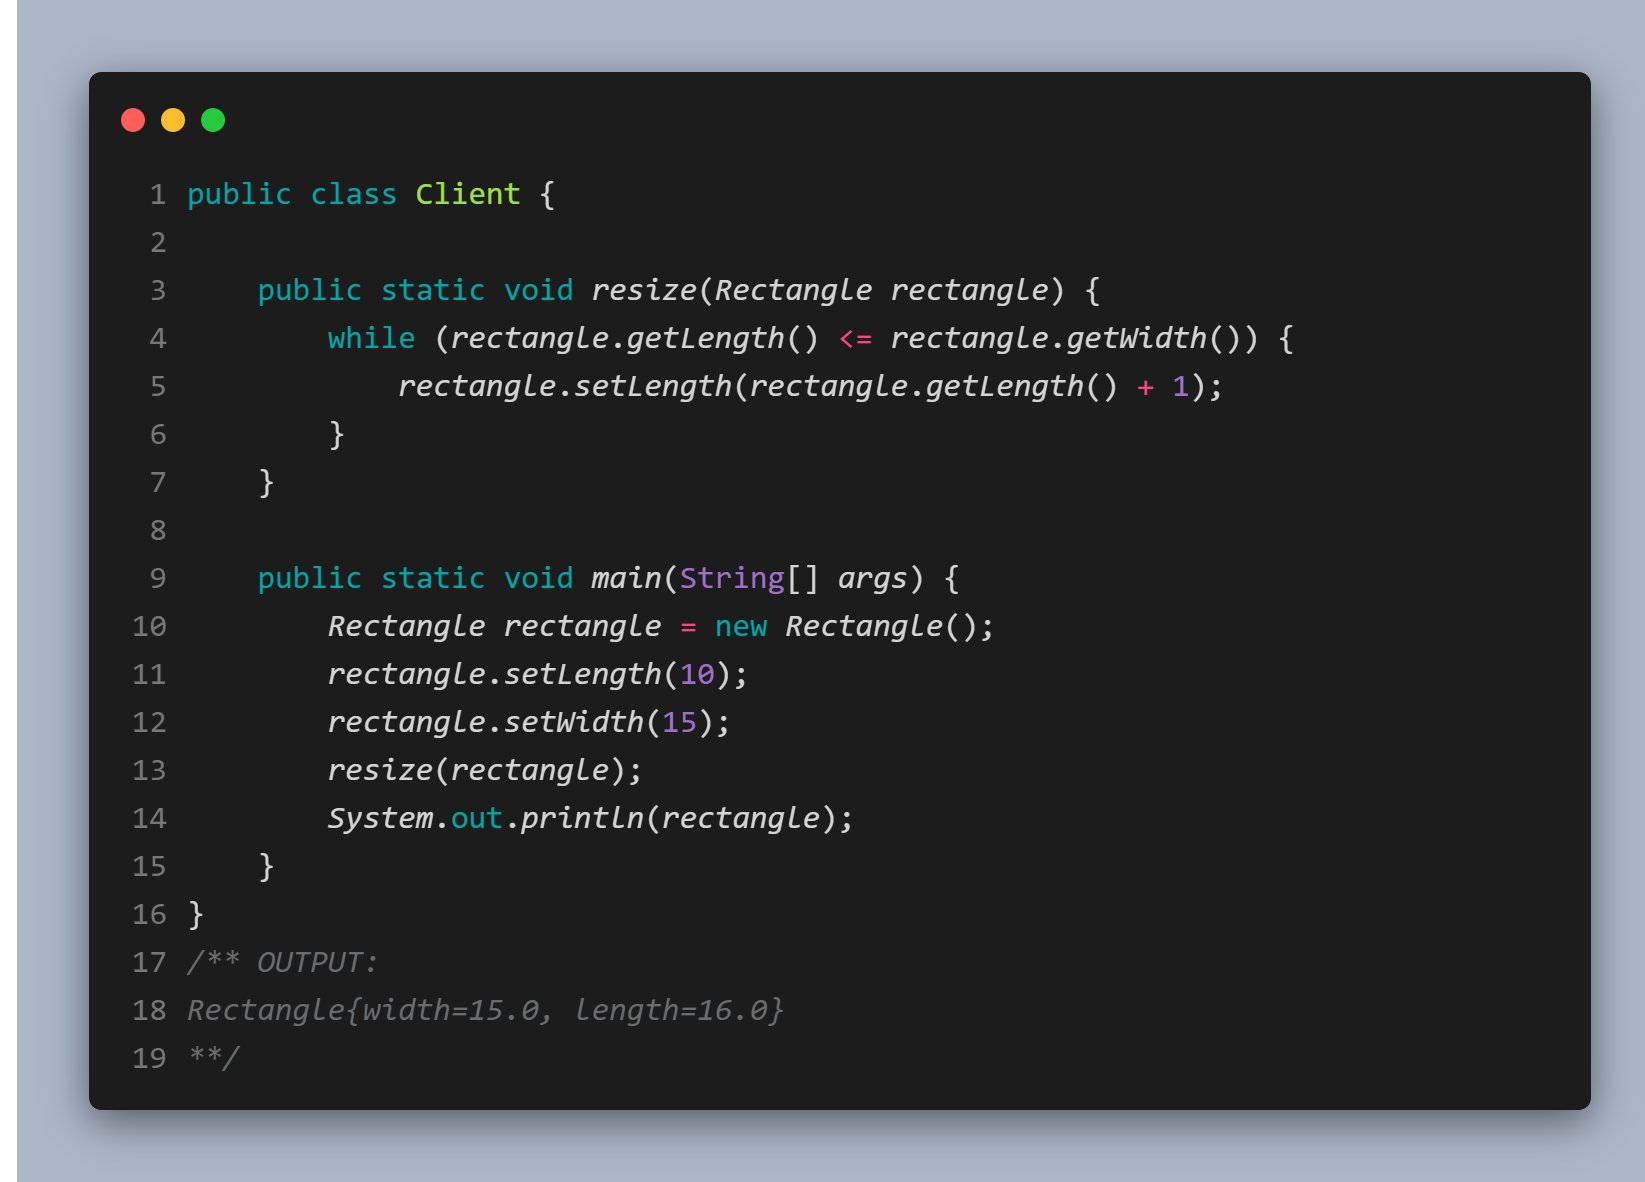 1 public class Client {
2
3     public static void resize(Rectangle rectangle) {
4         while (rectangle.getLength() <= rectangle.getWidth()) {
5             rectangle.setLength(rectangle.getLength() + 1);
6         }
7     }
8
9     public static void main(String[] args) {
10         Rectangle rectangle = new Rectangle();
11         rectangle.setLength(10);
12         rectangle.setWidth(15);
13         resize(rectangle);
14         System.out.println(rectangle);
15     }
16 }
17 /** OUTPUT:
18 Rectangle{width=15.0, length=16.0}
19 **/